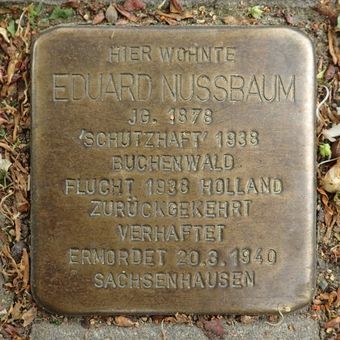 HIER WOHNTE
EDUARD NUSSBAUM
JG. 1878
'SCHUTZHAFT' 1938
BUCHENWALD
FLUCHT 1938 HOLLAND
ZURÜCKGEKEHRT
VERHAFTET
ERMORDET 20.3.1940
SACHSENHAUSEN